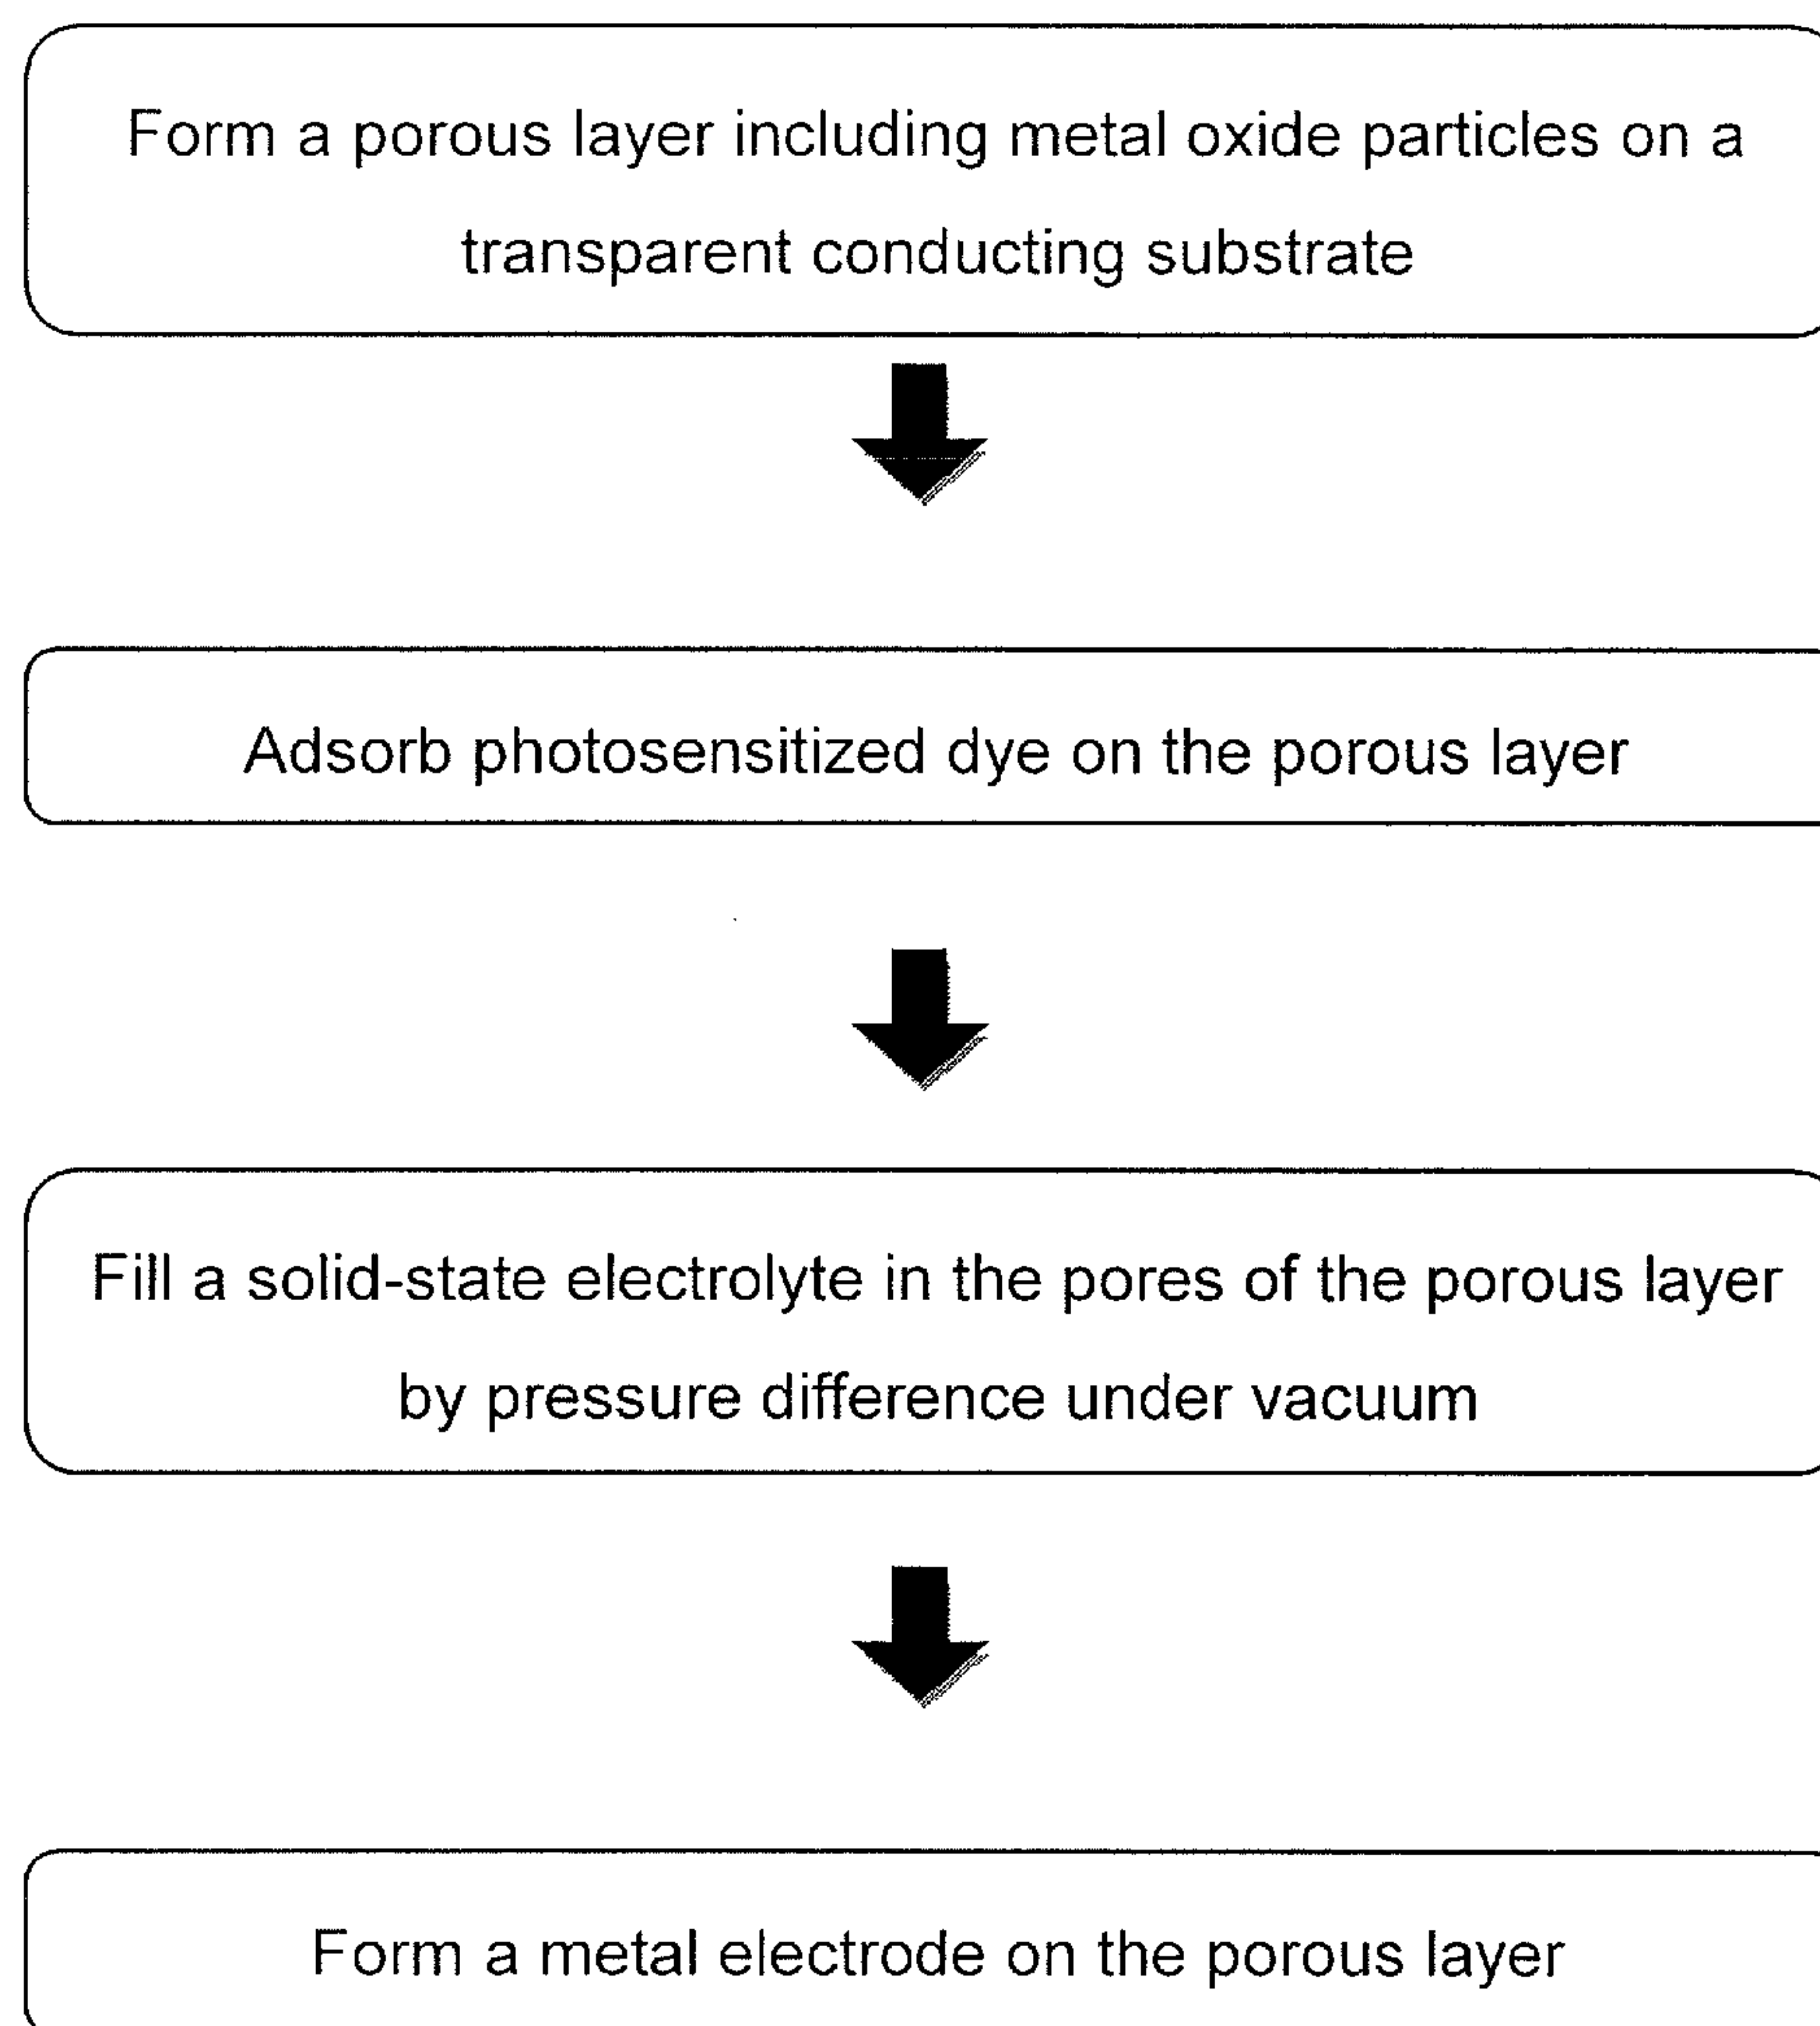 Form a porous layer including metal oxide particles on a
transparent conducting substrate
Adsorb photosensitized dye on the porous layer
Fill a solid-state electrolyte in the pores of the porous layer
by pressure difference under vacuum
Form a metal electrode on the porous layer